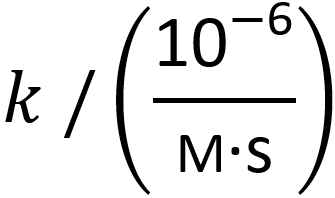 k / (10⁻⁶ / M·s)